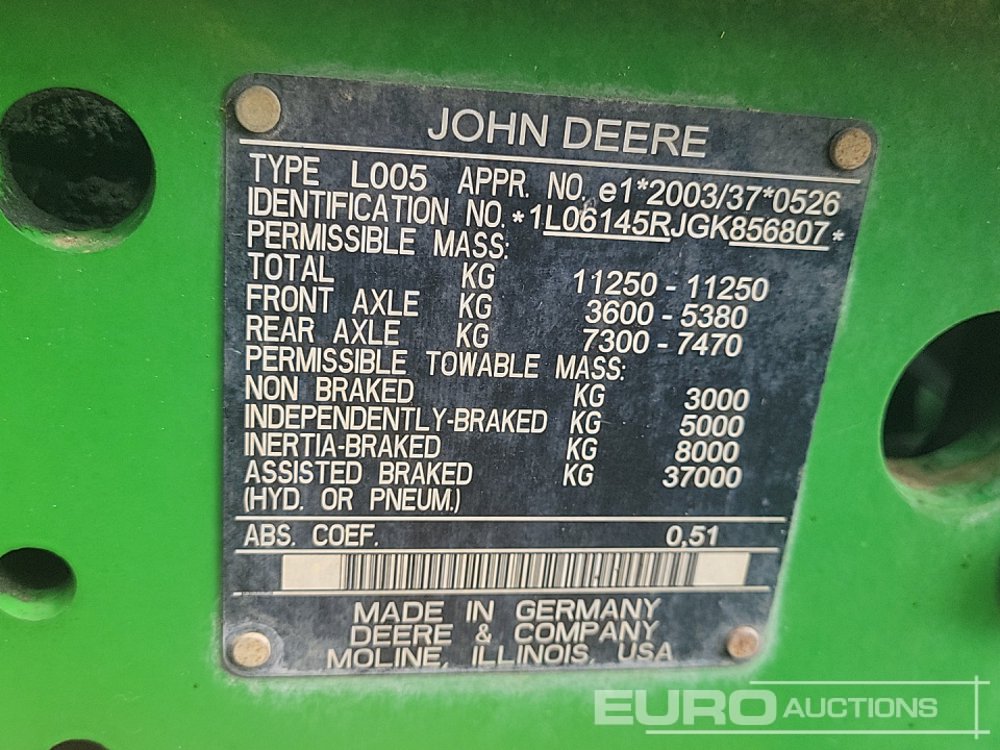 JOHN DEERE
TYPE L005 APPR. NO. e1*2003/37*0526
IDENTIFICATION NO. *1L06145RJGK856807*
PERMISSIBLE MASS:
TOTAL KG 11250 - 11250
FRONT AXLE KG 3600 - 5380
REAR AXLE KG 7300 - 7470
PERMISSIBLE TOWABLE MASS:
NON BRAKED KG 3000
INDEPENDENTLY-BRAKED KG 5000
INERTIA-BRAKED KG 8000
ASSISTED BRAKED KG 37000
(HYD. OR PNEUM.)
ABS. COEF. 0,51
MADE IN GERMANY
DEERE & COMPANY
MOLINE, ILLINOIS, USA
EURO AUCTIONS